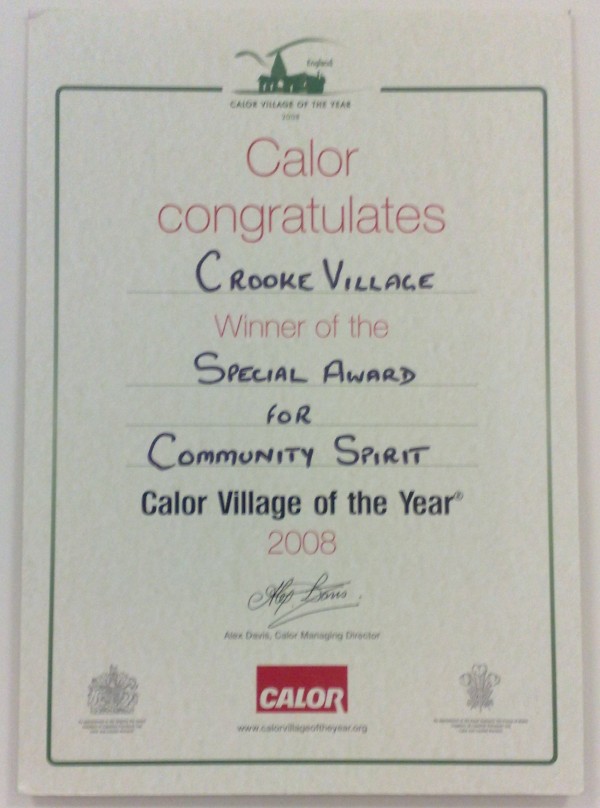 England
CALOR VILLAGE OF THE YEAR
2008
Calor
congratulates
CROOKE VILLAGE
Winner of the
SPECIAL AWARD
FOR
COMMUNITY SPIRIT
Calor Village of the Year®
2008
Alex Davis, Calor Managing Director
CALOR
www.calorvillageoftheyear.org